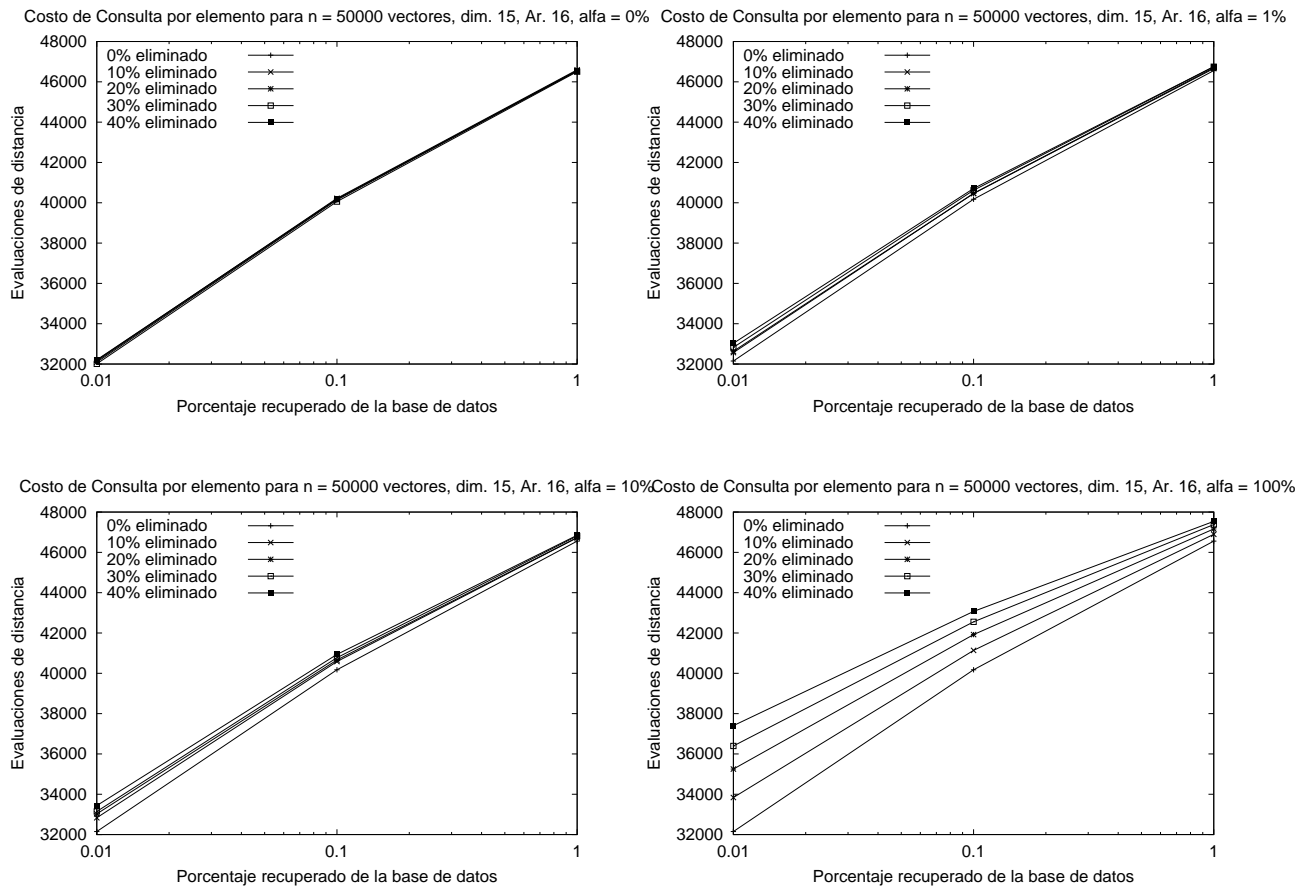 Costo de Consulta por elemento para n = 50000 vectores, dim. 15, Ar. 16, alfa = 0%
48000
46000
44000
42000
40000
38000
36000
34000
32000
0.01
0.1
1
Evaluaciones de distancia
Porcentaje recuperado de la base de datos
0% eliminado
10% eliminado
20% eliminado
30% eliminado
40% eliminado
Costo de Consulta por elemento para n = 50000 vectores, dim. 15, Ar. 16, alfa = 1%
48000
46000
44000
42000
40000
38000
36000
34000
32000
0.01
0.1
1
Evaluaciones de distancia
Porcentaje recuperado de la base de datos
0% eliminado
10% eliminado
20% eliminado
30% eliminado
40% eliminado
Costo de Consulta por elemento para n = 50000 vectores, dim. 15, Ar. 16, alfa = 10%
48000
46000
44000
42000
40000
38000
36000
34000
32000
0.01
0.1
1
Evaluaciones de distancia
Porcentaje recuperado de la base de datos
0% eliminado
10% eliminado
20% eliminado
30% eliminado
40% eliminado
Costo de Consulta por elemento para n = 50000 vectores, dim. 15, Ar. 16, alfa = 100%
48000
46000
44000
42000
40000
38000
36000
34000
32000
0.01
0.1
1
Evaluaciones de distancia
Porcentaje recuperado de la base de datos
0% eliminado
10% eliminado
20% eliminado
30% eliminado
40% eliminado